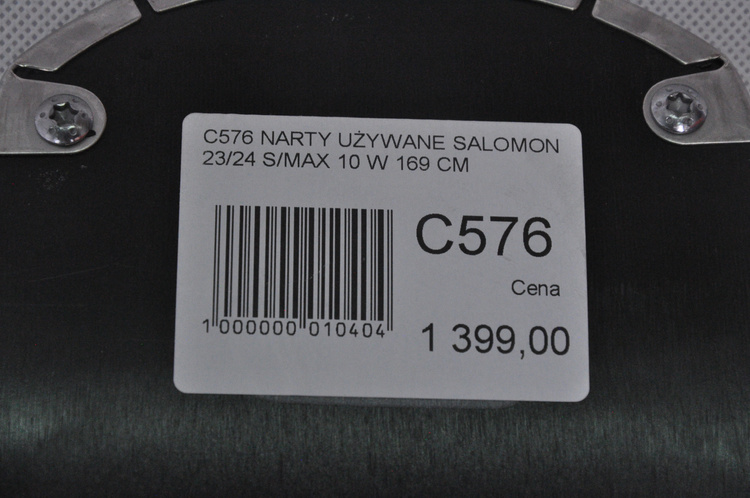 C576 NARTY UŻYWANE SALOMON
23/24 S/MAX 10 W 169 CM
C576
Cena
1 399,00
1 000000 010404